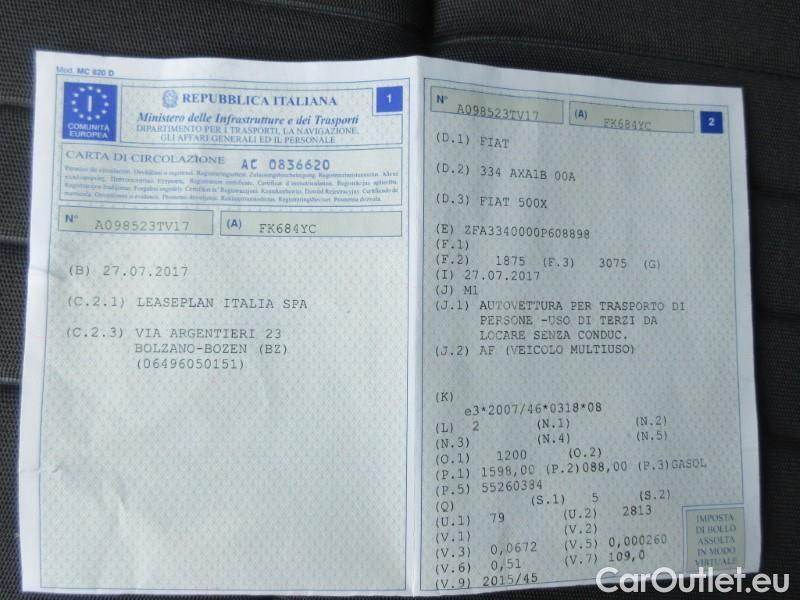 Mod. MC 820 D
I
COMUNITÀ
EUROPEA
REPUBBLICA ITALIANA
1
Ministero delle Infrastrutture e dei Trasporti
DIPARTIMENTO PER I TRASPORTI, LA NAVIGAZIONE,
GLI AFFARI GENERALI ED IL PERSONALE
CARTA DI CIRCOLAZIONE AC 0836620
N° A098523TV17 (A) FK684YC
(B) 27.07.2017
(C.2.1) LEASEPLAN ITALIA SPA
(C.2.3) VIA ARGENTIERI 23
BOLZANO-BOZEN (BZ)
(06496050151)
N° A098523TV17 (A) FK684YC 2
(D.1) FIAT
(D.2) 334 AXA1B 00A
(D.3) FIAT 500X
(E) ZFA3340000P608898
(F.1)
(F.2) 1875 (F.3) 3075 (G)
(I) 27.07.2017
(J) M1
(J.1) AUTOVETTURA PER TRASPORTO DI
PERSONE -USO DI TERZI DA
LOCARE SENZA CONDUC.
(J.2) AF (VEICOLO MULTIUSO)
(K)
e3*2007/46*0318*08
(L) 2 (N.1) (N.2)
(N.3) (N.4) (N.5)
(O.1) 1200 (O.2)
(P.1) 1598,00 (P.2)088,00 (P.3)GASOL
(P.5) 55260384
(Q) (S.1) 5 (S.2)
(U.1) 79 (U.2) 2813
(V.1) (V.2)
(V.3) 0,0672 (V.5) 0,000260
(V.6) 0,51 (V.7) 109,0
(V.9) 2015/45
IMPOSTA
DI BOLLO
ASSOLTA
IN MODO
VIRTUALE
CarOutlet.eu